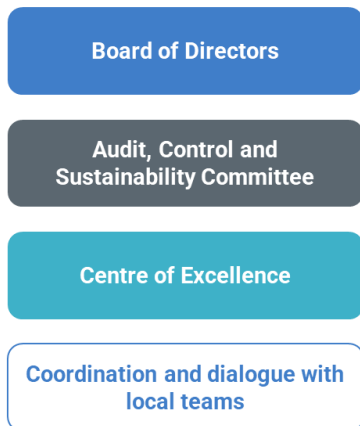 Board of Directors
Audit, Control and
Sustainability Committee
Centre of Excellence
Coordination and dialogue with
local teams